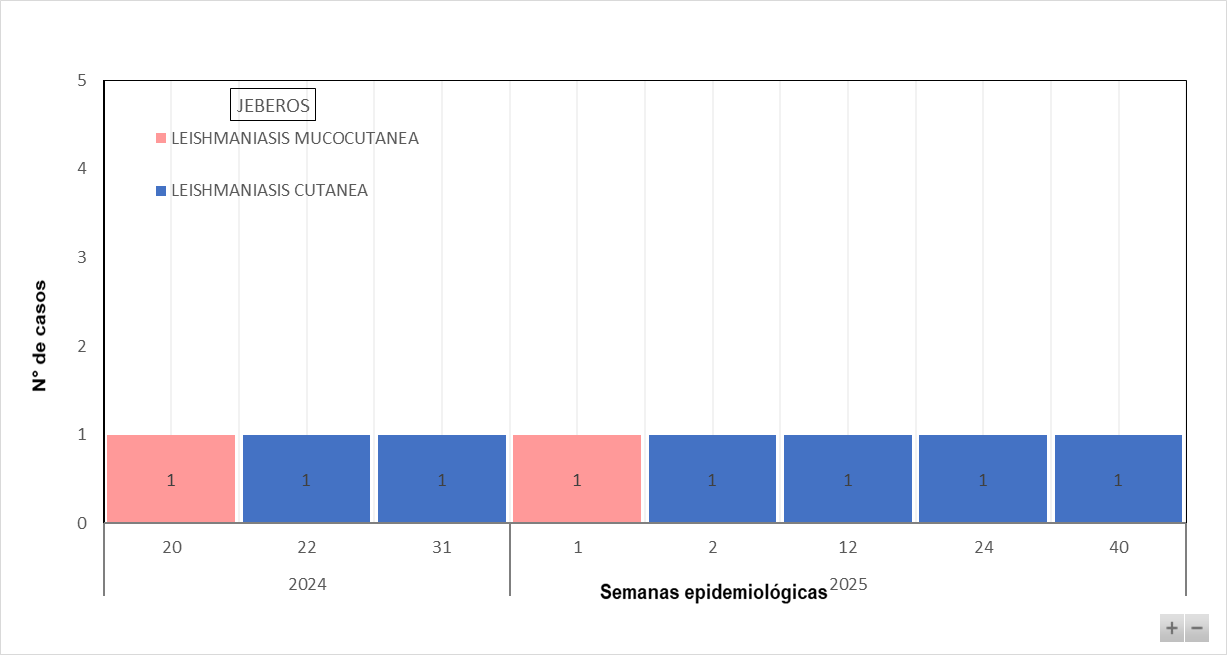 5
JEBEROS
LEISHMANIASIS MUCOCUTANEA
4
LEISHMANIASIS CUTANEA
3
N° de casos
2
1
1 1 1 1 1 1 1 1
0
20 22 31 1 2 12 24 40
2024 2025
Semanas epidemiológicas
+ −